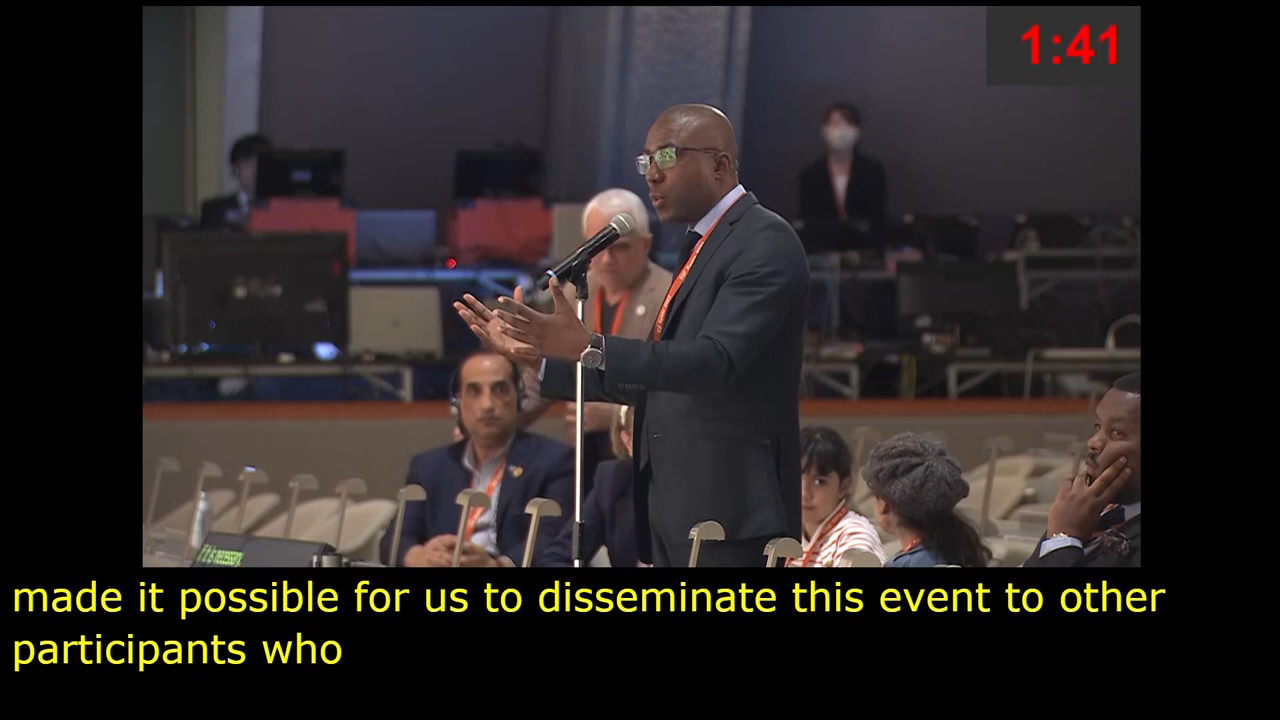 1:41
made it possible for us to disseminate this event to other
participants who